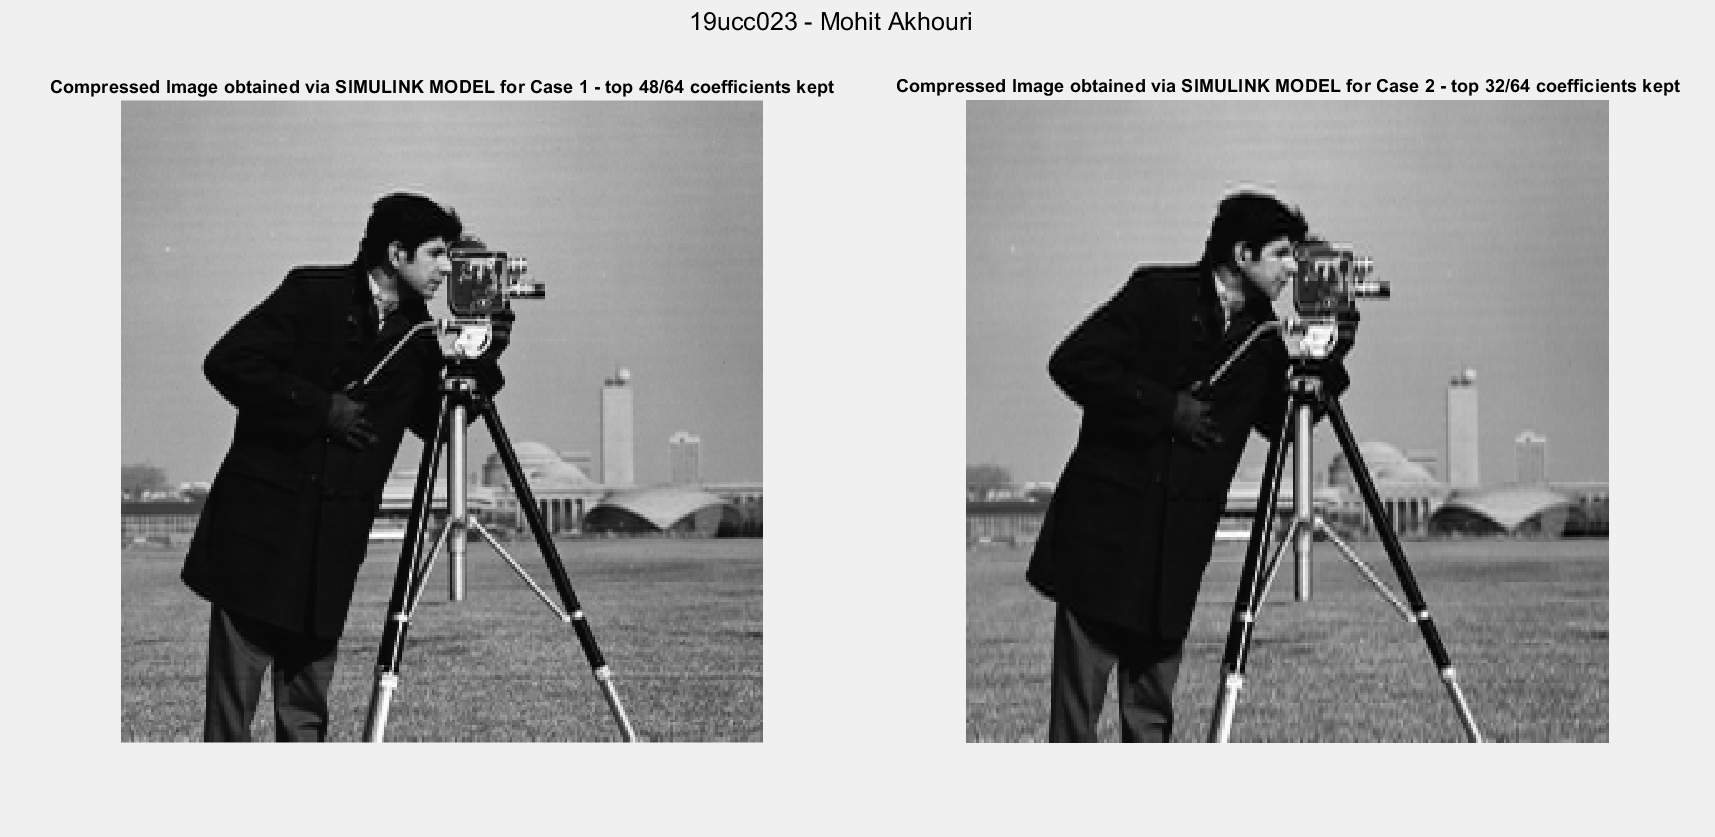 19ucc023 - Mohit Akhouri
Compressed Image obtained via SIMULINK MODEL for Case 1 - top 48/64 coefficients kept
Compressed Image obtained via SIMULINK MODEL for Case 2 - top 32/64 coefficients kept